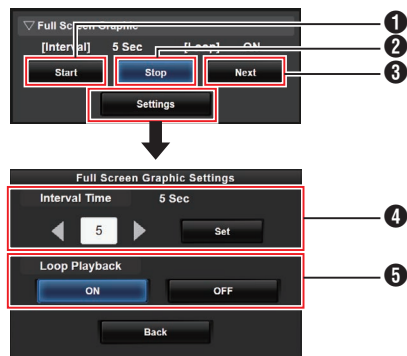 ▽ Full Screen Graphic
[Interval] 5 Sec [Loop] ON
Start Stop Next
Settings
1
2
3
Full Screen Graphic Settings
Interval Time 5 Sec
5 Set
4
Loop Playback
ON OFF
5
Back